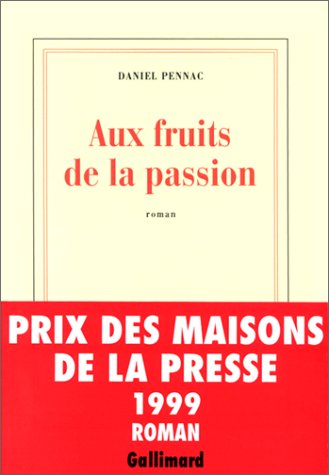 DANIEL PENNAC
Aux fruits
de la passion
roman
PRIX DES MAISONS
DE LA PRESSE
1999
ROMAN
Gallimard